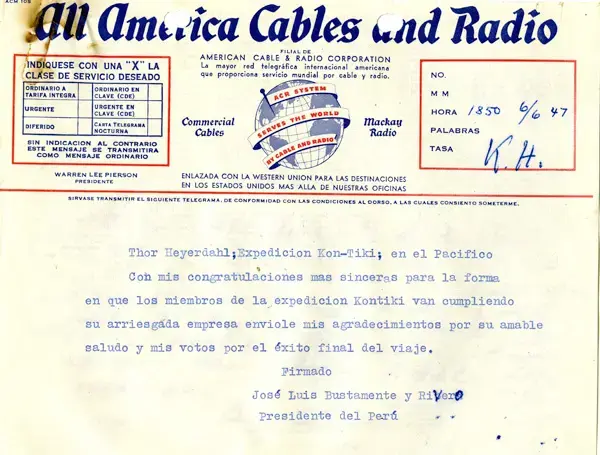 ACM 10S
All America Cables and Radio
FILIAL DE
AMERICAN CABLE & RADIO CORPORATION
La mayor red telegráfica internacional americana
que proporciona servicio mundial por cable y radio.
INDIQUESE CON UNA "X" LA
CLASE DE SERVICIO DESEADO
ORDINARIO A TARIFA INTEGRA
ORDINARIO EN CLAVE (CDE)
URGENTE
URGENTE EN CLAVE (CDE)
DIFERIDO
CARTA TELEGRAMA NOCTURNA
SIN INDICACION AL CONTRARIO
ESTE MENSAJE SE TRANSMITIRA
COMO MENSAJE ORDINARIO
WARREN LEE PIERSON
PRESIDENTE
Commercial
Cables
ACR SYSTEM
SERVES THE WORLD
BY CABLE AND RADIO
Mackay
Radio
ENLAZADA CON LA WESTERN UNION PARA LAS DESTINACIONES
EN LOS ESTADOS UNIDOS MAS ALLA DE NUESTRAS OFICINAS
NO.
M M
HORA 1850 6/6 47
PALABRAS
TASA K.H.
SIRVASE TRANSMITIR EL SIGUIENTE TELEGRAMA, DE CONFORMIDAD CON LAS CONDICIONES AL DORSO, A LAS CUALES CONSIENTO SOMETERME.
Thor Heyerdahl;Expedicion Kon-Tiki; en el Pacifico
Con mis congratulaciones mas sinceras para la forma
en que los miembros de la expedicion Kontiki van cumpliendo
su arriesgada empresa enviole mis agradecimientos por su amable
saludo y mis votos por el éxito final del viaje.
Firmado
José Luis Bustamente y Rivero
Presidente del Perú